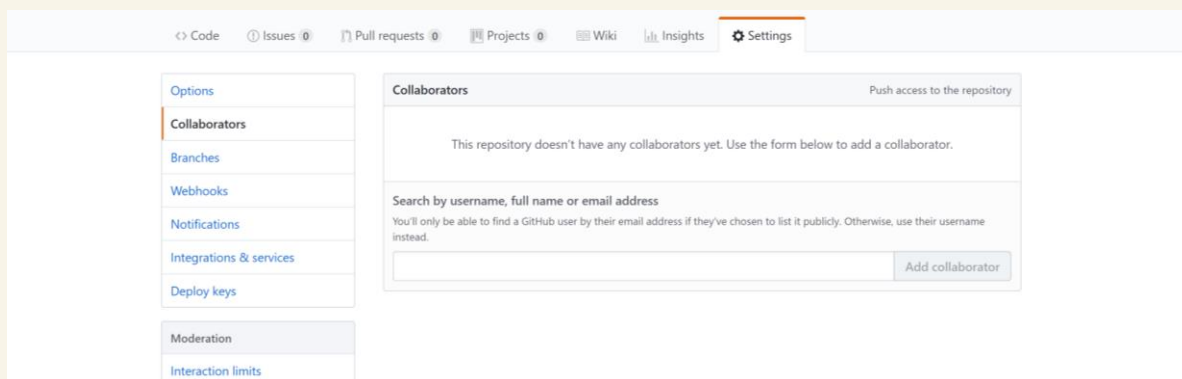 <> Code Issues 0 Pull requests 0 Projects 0 Wiki Insights Settings
Options
Collaborators
Branches
Webhooks
Notifications
Integrations & services
Deploy keys
Moderation
Interaction limits
Collaborators Push access to the repository
This repository doesn't have any collaborators yet. Use the form below to add a collaborator.
Search by username, full name or email address
You'll only be able to find a GitHub user by their email address if they've chosen to list it publicly. Otherwise, use their username
instead.
Add collaborator